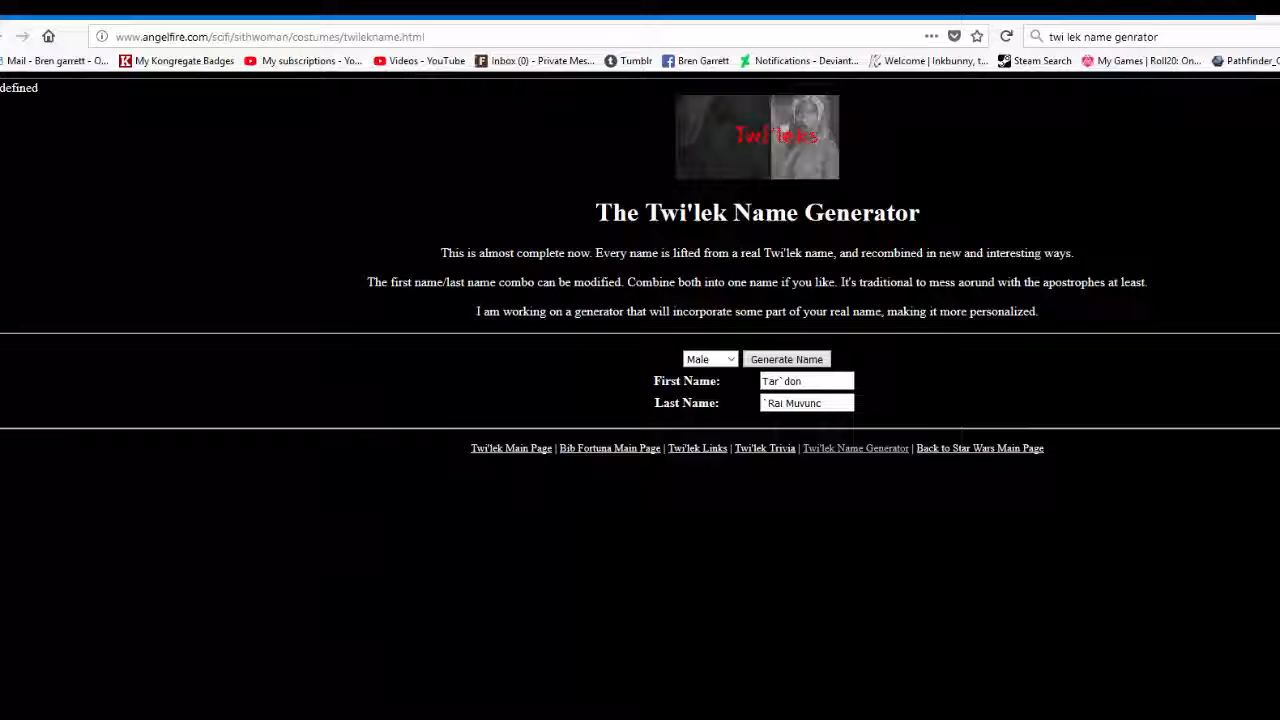 www.angelfire.com/scifi/sithwoman/costumes/twilekname.html
twi lek name genrator
Mail - Bren garrett - O... My Kongregate Badges My subscriptions - Yo... Videos - YouTube Inbox (0) - Private Mes... Tumblr Bren Garrett Notifications - Deviant... Welcome | Inkbunny, t... Steam Search My Games | Roll20: On... Pathfinder_C
defined
Twi'leks
The Twi'lek Name Generator
This is almost complete now. Every name is lifted from a real Twi'lek name, and recombined in new and interesting ways.
The first name/last name combo can be modified. Combine both into one name if you like. It's traditional to mess aorund with the apostrophes at least.
I am working on a generator that will incorporate some part of your real name, making it more personalized.
Male Generate Name
First Name: Tar`don
Last Name: `Rai Muvunc
Twi'lek Main Page | Bib Fortuna Main Page | Twi'lek Links | Twi'lek Trivia | Twi'lek Name Generator | Back to Star Wars Main Page